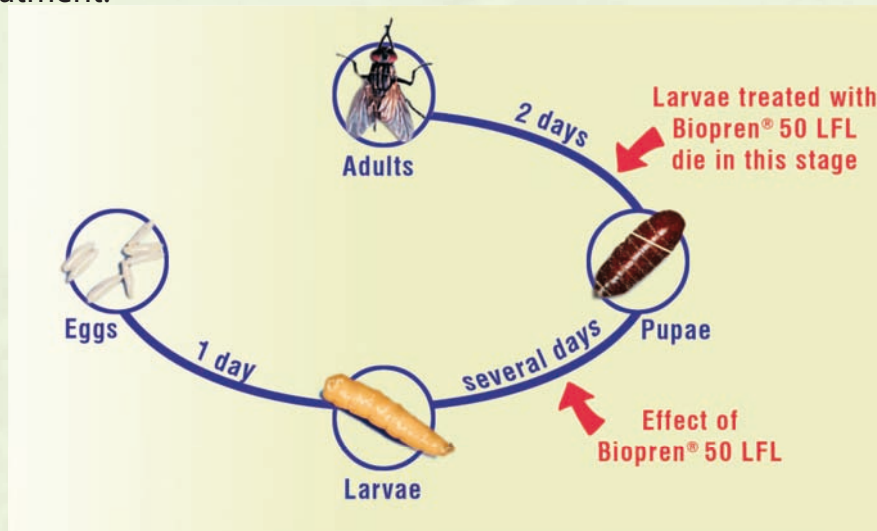 Adults
2 days
Larvae treated with
Biopren® 50 LFL
die in this stage
Eggs
Pupae
1 day
several days
Effect of
Biopren® 50 LFL
Larvae